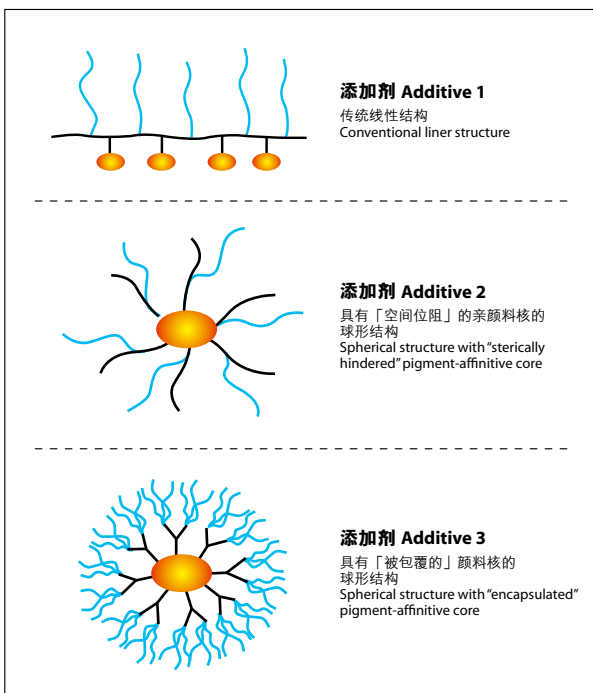 添加剂 Additive 1
传统线性结构
Conventional liner structure
添加剂 Additive 2
具有「空间位阻」的亲颜料核的
球形结构
Spherical structure with “sterically
hindered” pigment-affinitive core
添加剂 Additive 3
具有「被包覆的」颜料核的
球形结构
Spherical structure with “encapsulated”
pigment-affinitive core